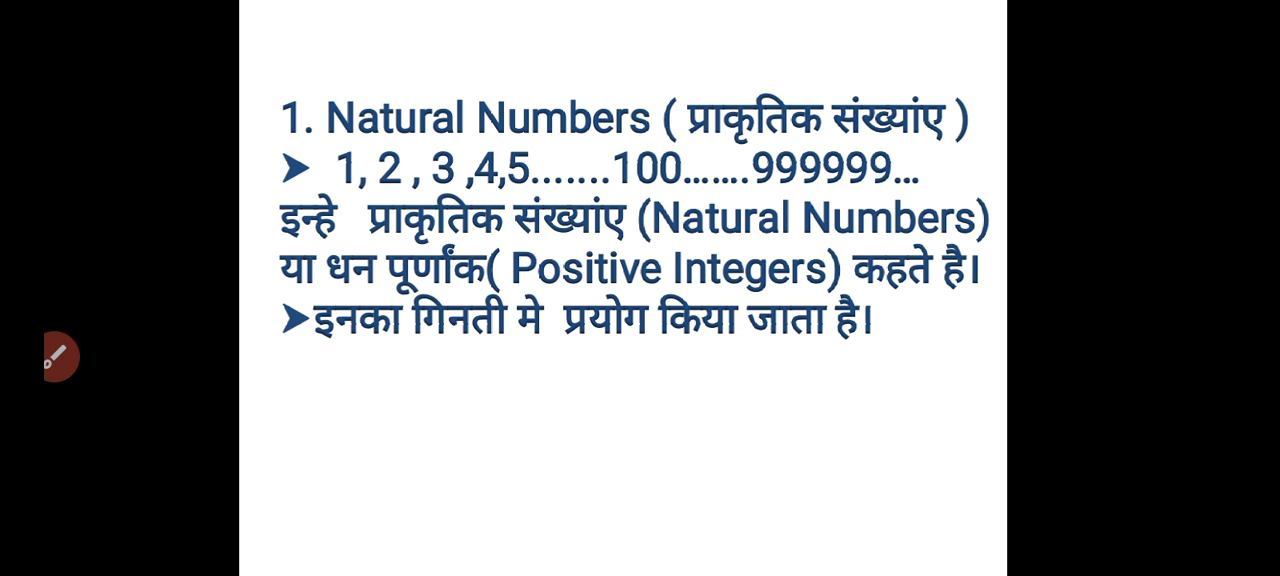 1. Natural Numbers ( प्राकृतिक संख्यांए )
➤ 1, 2 , 3 ,4,5.......100.......999999...
इन्हे प्राकृतिक संख्यांए (Natural Numbers)
या धन पूर्णांक( Positive Integers) कहते है।
➤इनका गिनती मे प्रयोग किया जाता है।